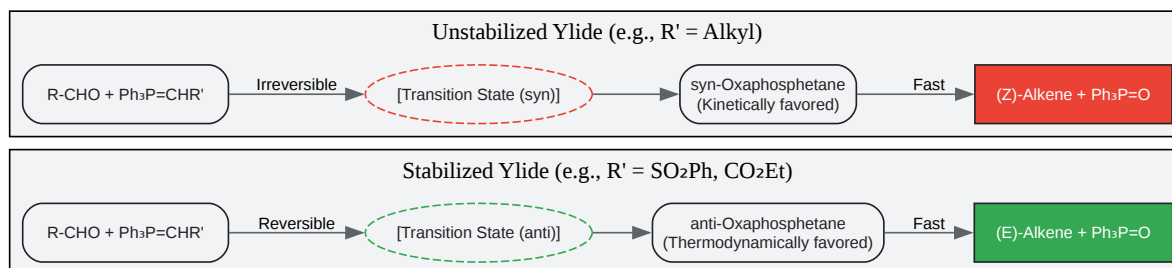 Unstabilized Ylide (e.g., R' = Alkyl)
R-CHO + Ph₃P=CHR'
Irreversible
[Transition State (syn)]
syn-Oxaphosphetane
(Kinetically favored)
Fast
(Z)-Alkene + Ph₃P=O
Stabilized Ylide (e.g., R' = SO₂Ph, CO₂Et)
R-CHO + Ph₃P=CHR'
Reversible
[Transition State (anti)]
anti-Oxaphosphetane
(Thermodynamically favored)
Fast
(E)-Alkene + Ph₃P=O